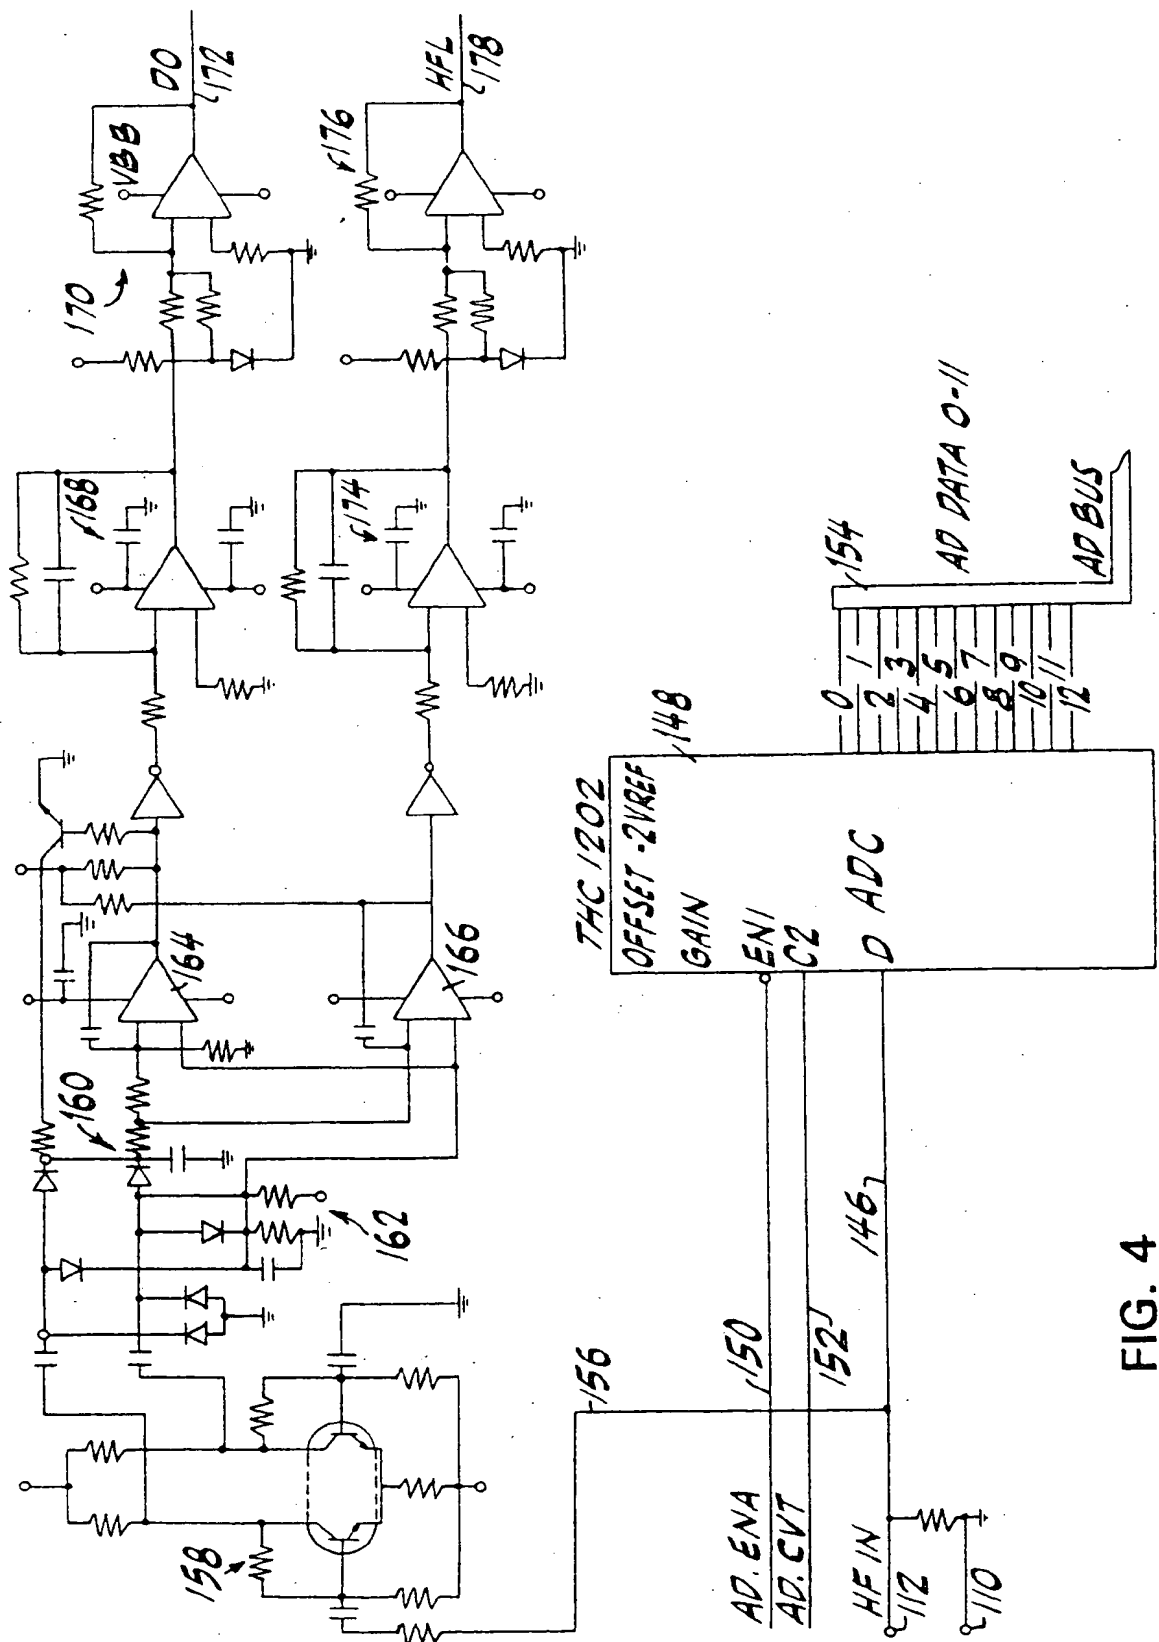 DO
172
VBB
170
HFL
178
176
168
174
160
164
166
162
158
156
THC 1202
OFFSET -2VREF
GAIN
EN1
C2
D ADC
148
0
1
2
3
4
5
6
7
8
9
10
11
12
154
AD DATA 0-11
AD BUS
AD. ENA
150
AD. CVT
152
146
HF IN
112
110
FIG. 4